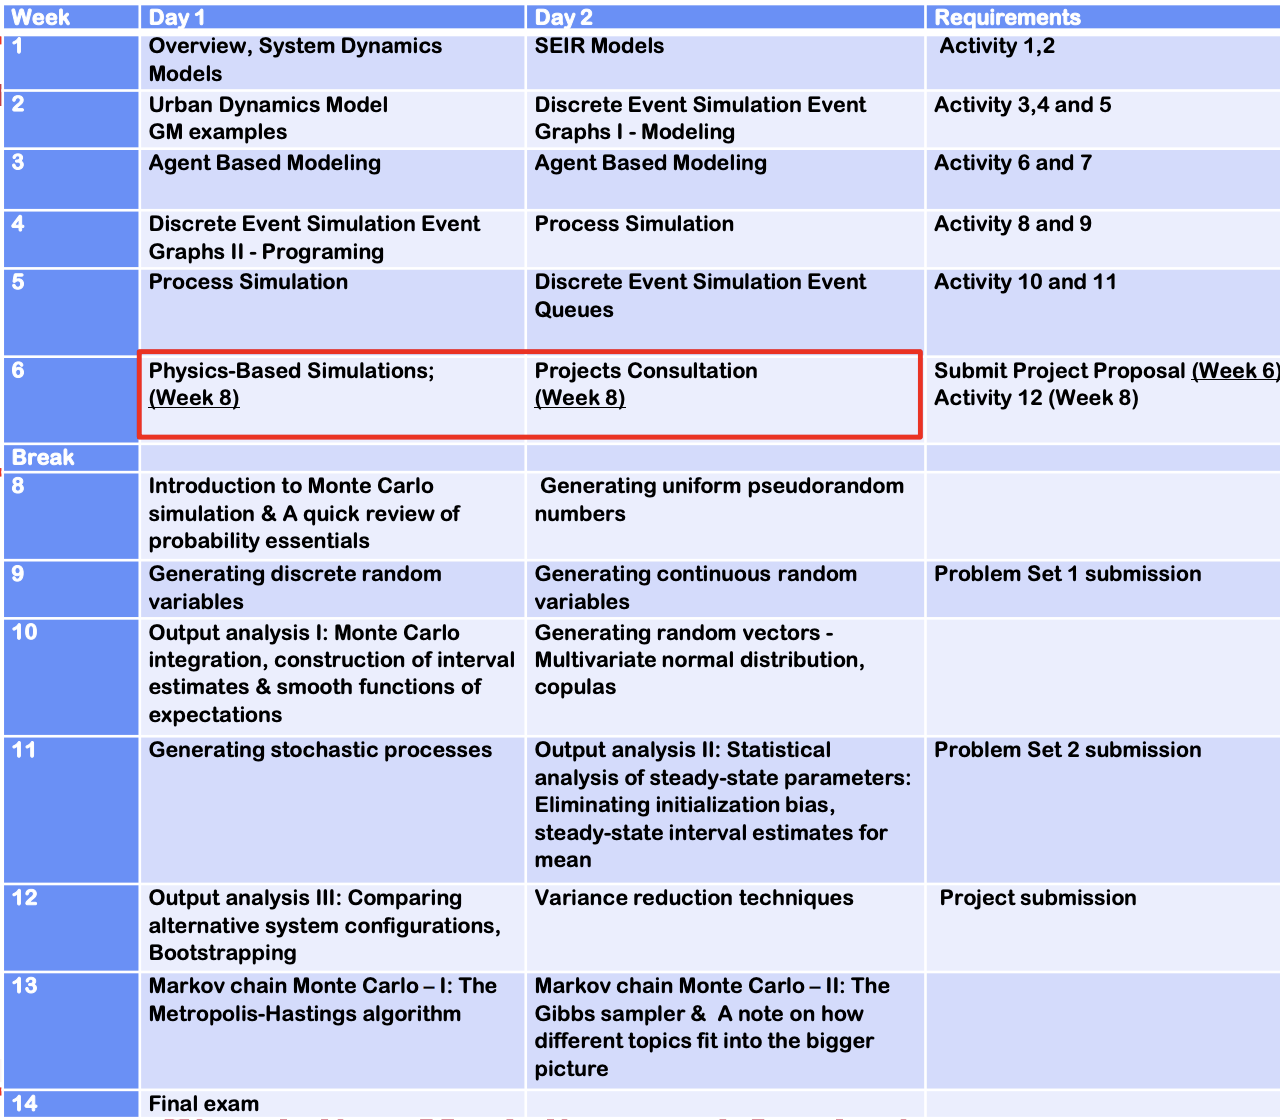 Week Day 1 Day 2 Requirements
1 Overview, System Dynamics SEIR Models Activity 1,2
Models
2 Urban Dynamics Model Discrete Event Simulation Event Activity 3,4 and 5
GM examples Graphs I - Modeling
3 Agent Based Modeling Agent Based Modeling Activity 6 and 7
4 Discrete Event Simulation Event Process Simulation Activity 8 and 9
Graphs II - Programing
5 Process Simulation Discrete Event Simulation Event Activity 10 and 11
Queues
6 Physics-Based Simulations; Projects Consultation Submit Project Proposal (Week 6)
(Week 8) (Week 8) Activity 12 (Week 8)
Break
8 Introduction to Monte Carlo Generating uniform pseudorandom
simulation & A quick review of numbers
probability essentials
9 Generating discrete random Generating continuous random Problem Set 1 submission
variables variables
10 Output analysis I: Monte Carlo Generating random vectors -
integration, construction of interval Multivariate normal distribution,
estimates & smooth functions of copulas
expectations
11 Generating stochastic processes Output analysis II: Statistical Problem Set 2 submission
analysis of steady-state parameters:
Eliminating initialization bias,
steady-state interval estimates for
mean
12 Output analysis III: Comparing Variance reduction techniques Project submission
alternative system configurations,
Bootstrapping
13 Markov chain Monte Carlo – I: The Markov chain Monte Carlo – II: The
Metropolis-Hastings algorithm Gibbs sampler & A note on how
different topics fit into the bigger
picture
14 Final exam